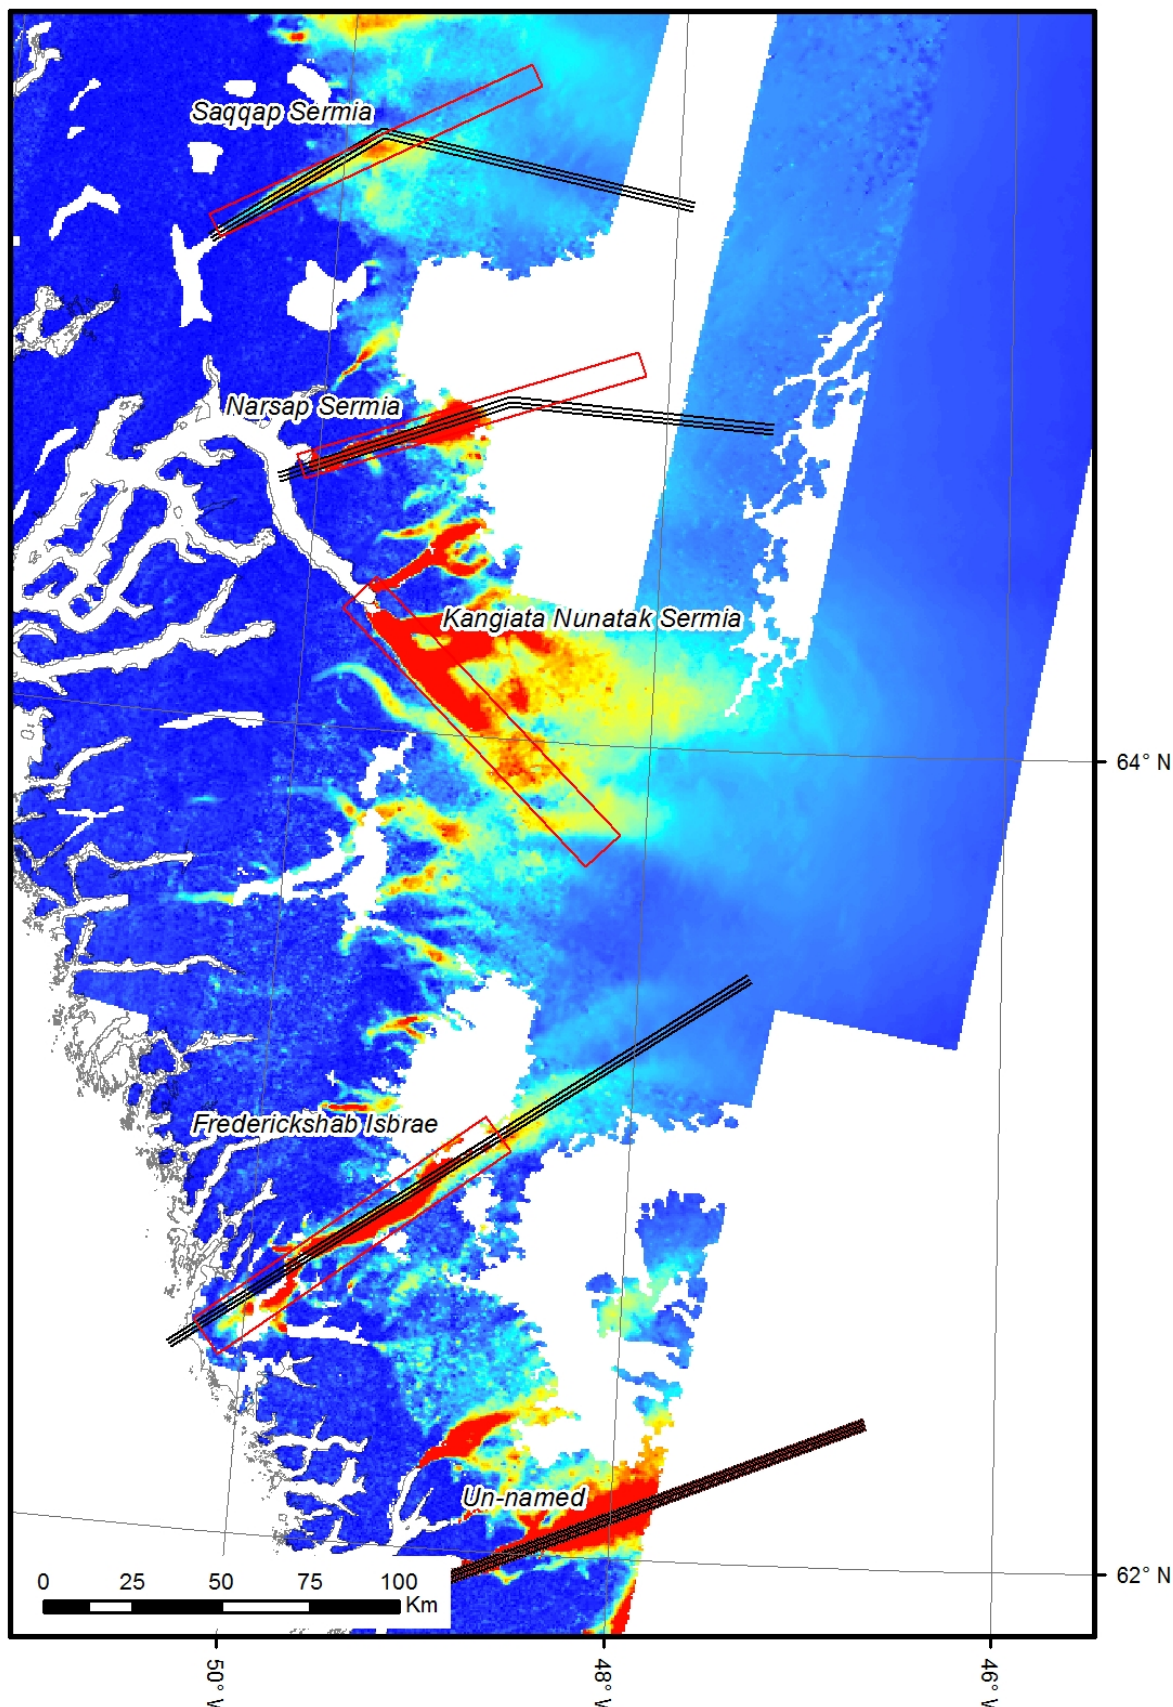 Saqqap Sermia
Narsap Sermia
Kangiata Nunatak Sermia
64° N
Frederickshab Isbrae
Un-named
0 25 50 75 100
Km
62° N
50° W
48° W
46° W